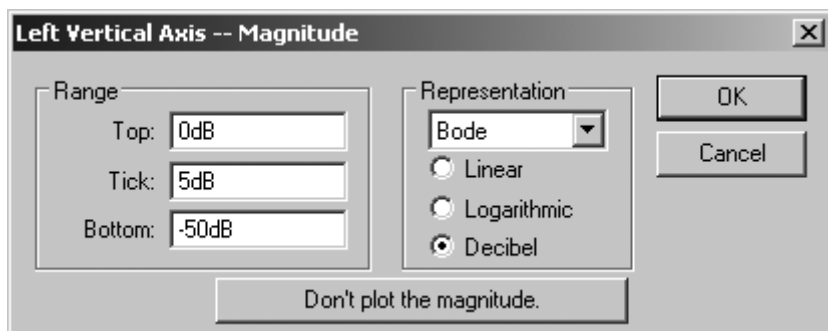 Left Vertical Axis -- Magnitude
Range
Top: 0dB
Tick: 5dB
Bottom: -50dB
Representation
Bode
Linear
Logarithmic
Decibel
OK
Cancel
Don't plot the magnitude.